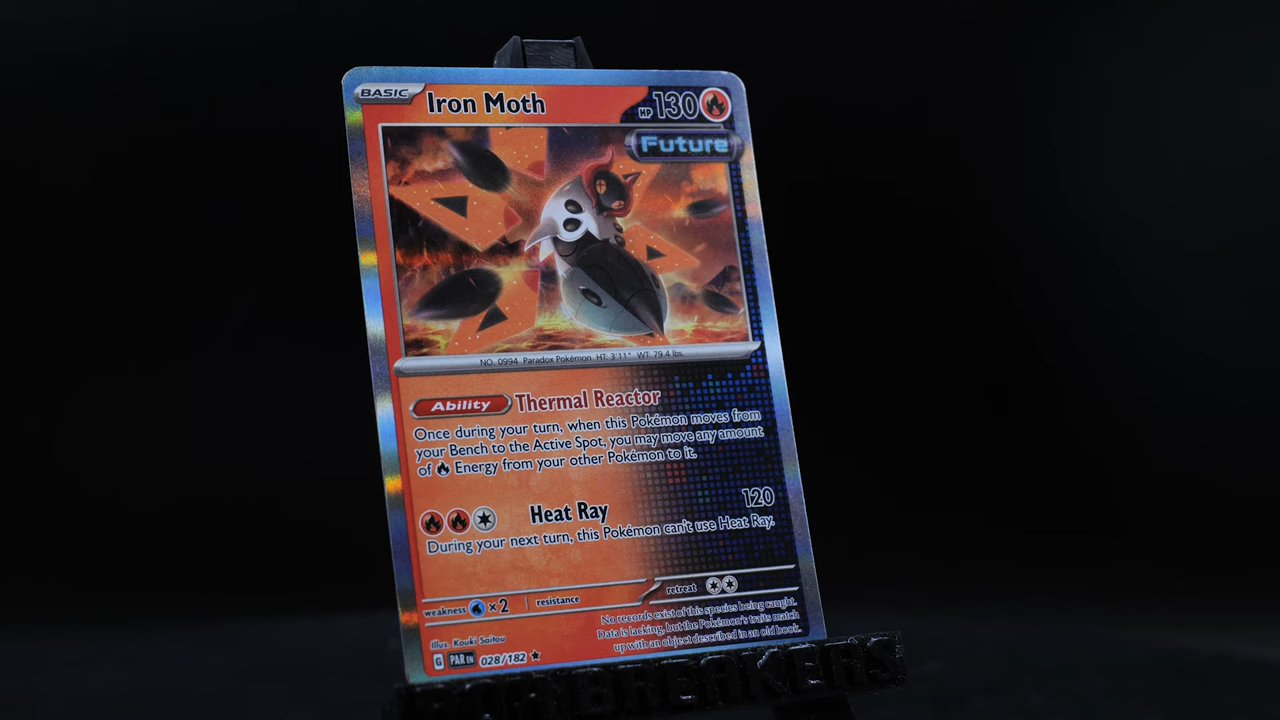 BASIC Iron Moth HP 130
Future
NO. 0994 Paradox Pokémon HT: 3'11" WT: 79.4 lbs.
Ability Thermal Reactor
Once during your turn, when this Pokémon moves from
your Bench to the Active Spot, you may move any amount
of Energy from your other Pokémon to it.
Heat Ray 120
During your next turn, this Pokémon can't use Heat Ray.
weakness ×2 resistance retreat
No records exist of this species being caught.
Data is lacking, but the Pokémon's traits match
up with an object described in an old book.
Illus. Kouki Saitou
G PAR EN 028/182